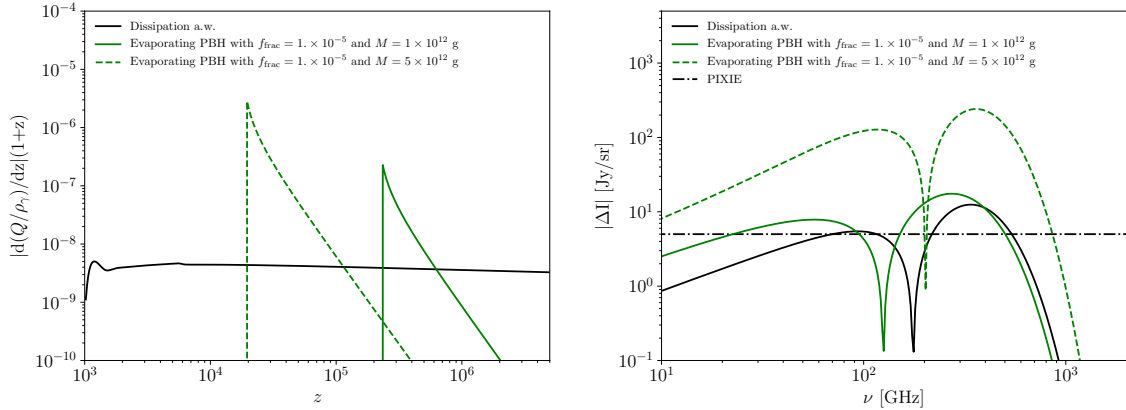 Dissipation a.w.
Evaporating PBH with f_frac = 1. × 10^-5 and M = 1 × 10^12 g
Evaporating PBH with f_frac = 1. × 10^-5 and M = 5 × 10^12 g
10^-4
10^-5
10^-6
10^-7
10^-8
10^-9
10^-10
|d(Q/ρ_γ)/dz|(1+z)
10^3 10^4 10^5 10^6
z
Dissipation a.w.
Evaporating PBH with f_frac = 1. × 10^-5 and M = 1 × 10^12 g
Evaporating PBH with f_frac = 1. × 10^-5 and M = 5 × 10^12 g
PIXIE
10^3
10^2
10^1
10^0
10^-1
|ΔI| [Jy/sr]
10^1 10^2 10^3
ν [GHz]